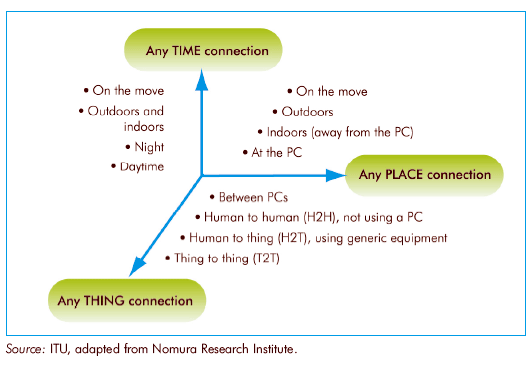 Any TIME connection
• On the move
• Outdoors and
indoors
• Night
• Daytime
• On the move
• Outdoors
• Indoors (away from the PC)
• At the PC
Any PLACE connection
• Between PCs
• Human to human (H2H), not using a PC
• Human to thing (H2T), using generic equipment
• Thing to thing (T2T)
Any THING connection
Source: ITU, adapted from Nomura Research Institute.